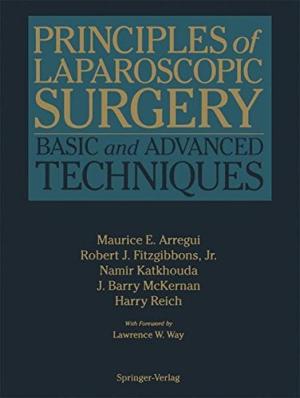 PRINCIPLES of
LAPAROSCOPIC
SURGERY
BASIC and ADVANCED
TECHNIQUES
Maurice E. Arregui
Robert J. Fitzgibbons, Jr.
Namir Katkhouda
J. Barry McKernan
Harry Reich
With Foreword by
Lawrence W. Way
Springer-Verlag